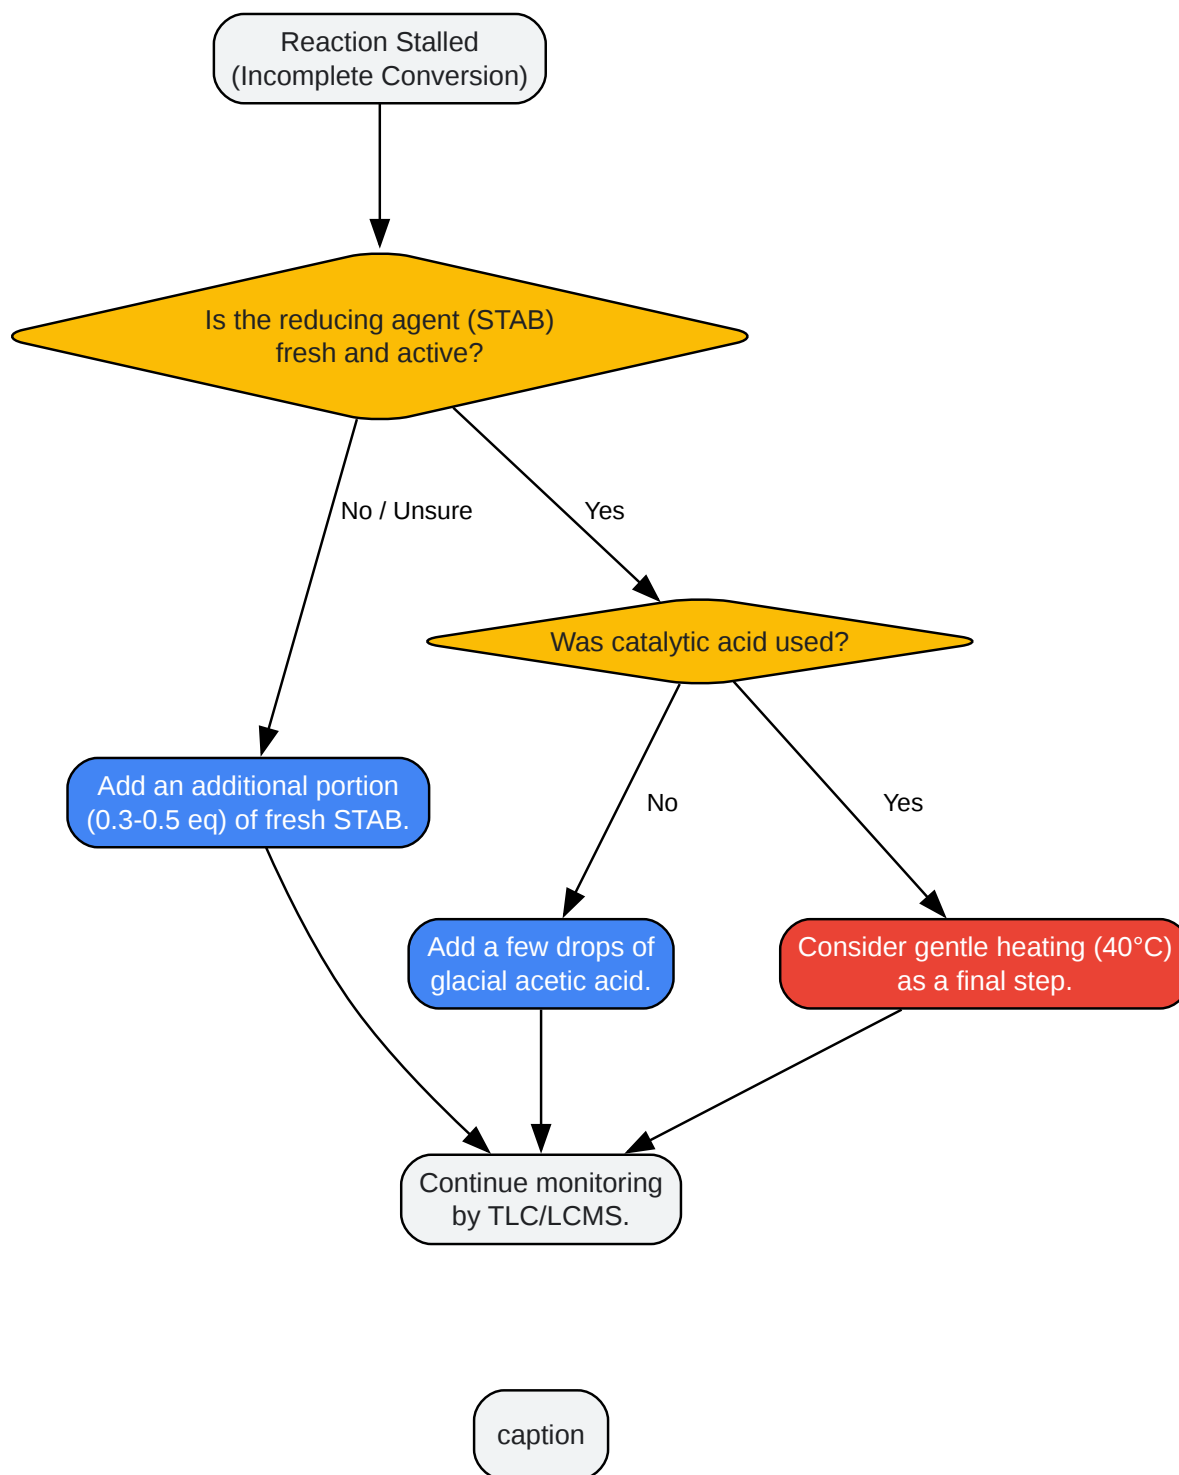 Reaction Stalled
(Incomplete Conversion)
Is the reducing agent (STAB)
fresh and active?
No / Unsure
Yes
Was catalytic acid used?
Add an additional portion
(0.3-0.5 eq) of fresh STAB.
No
Yes
Add a few drops of
glacial acetic acid.
Consider gentle heating (40°C)
as a final step.
Continue monitoring
by TLC/LCMS.
caption